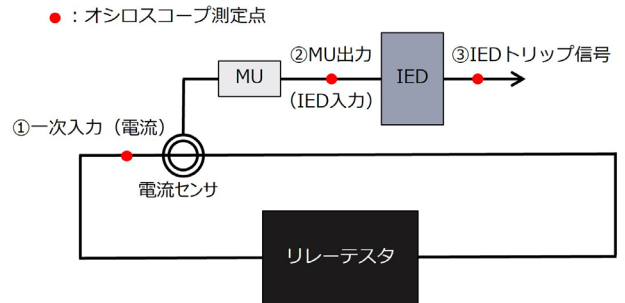 ：オシロスコープ測定点
②MU出力
③IEDトリップ信号
MU
IED
（IED入力）
①一次入力（電流）
電流センサ
リレーテスタ